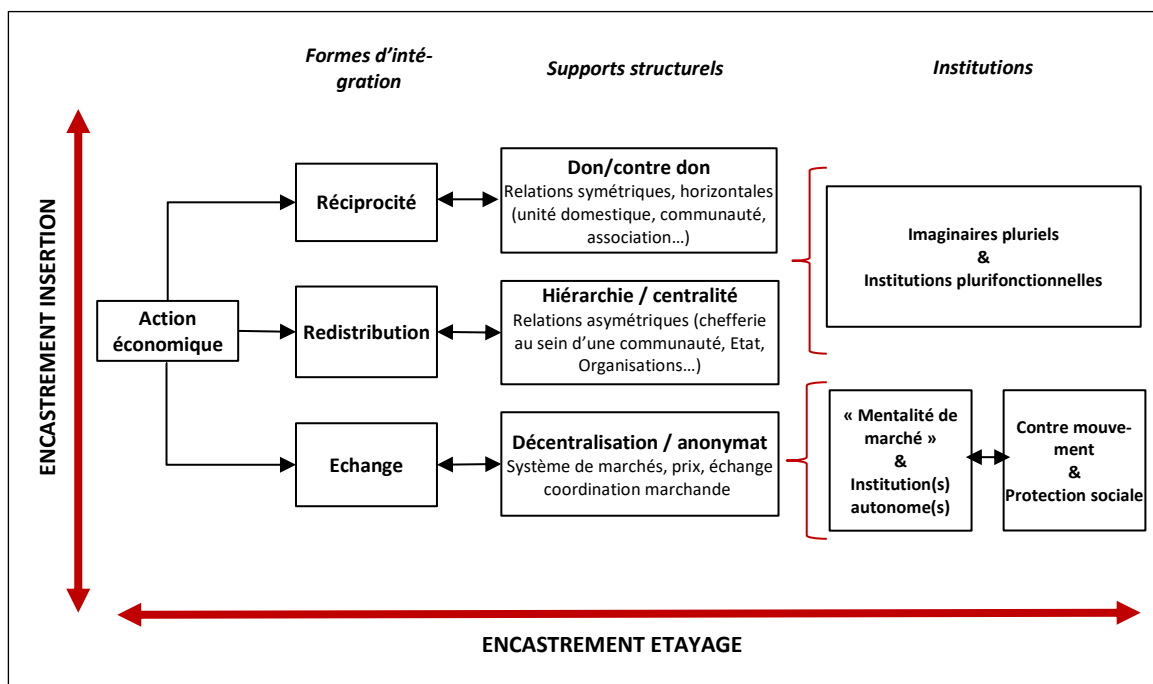 Formes d’inté-
gration
Supports structurels
Institutions
ENCASTREMENT INSERTION
Action
économique
Réciprocité
Don/contre don
Relations symétriques, horizontales
(unité domestique, communauté,
association…)
Redistribution
Hiérarchie / centralité
Relations asymétriques (chefferie
au sein d’une communauté, Etat,
Organisations…)
Imaginaires pluriels
&
Institutions plurifonctionnelles
Echange
Décentralisation / anonymat
Système de marchés, prix, échange
coordination marchande
« Mentalité de
marché »
&
Institution(s)
autonome(s)
Contre mouve-
ment
&
Protection sociale
ENCASTREMENT ETAYAGE